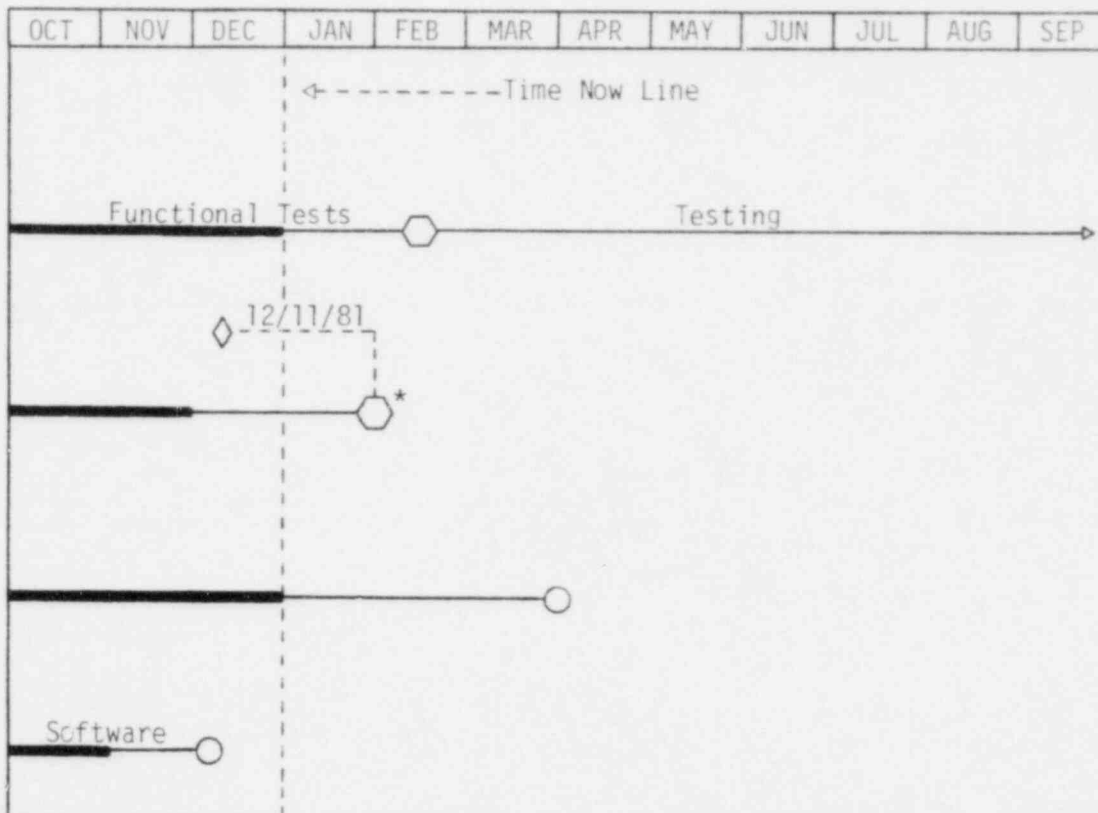 OCT NOV DEC JAN FEB MAR APR MAY JUN JUL AUG SEP
Time Now Line
Functional Tests Testing
12/11/81
*
Software